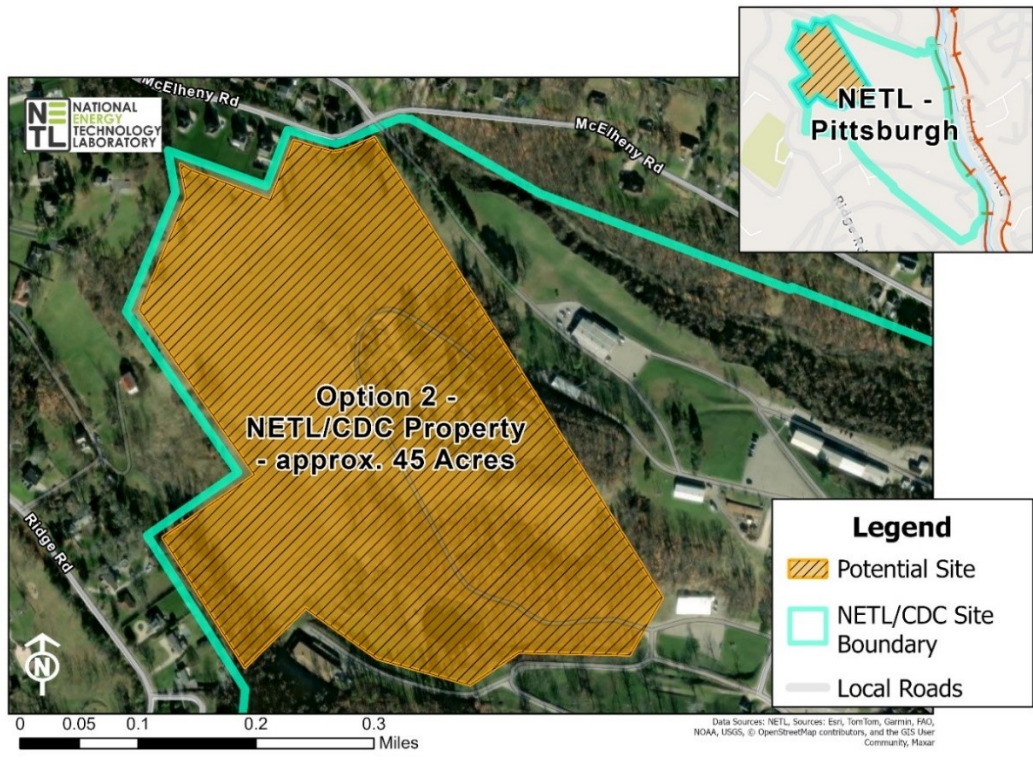 NETL
NATIONAL
ENERGY
TECHNOLOGY
LABORATORY
McElheny Rd
McElheny Rd
NETL -
Pittsburgh
Ridge Rd
Option 2 -
NETL/CDC Property
- approx. 45 Acres
Ridge Rd
N
Legend
Potential Site
NETL/CDC Site
Boundary
Local Roads
0 0.05 0.1 0.2 0.3
Miles
Data Sources: NETL, Sources: Esri, TomTom, Garmin, FAO,
NOAA, USGS, © OpenStreetMap contributors, and the GIS User
Community, Maxar